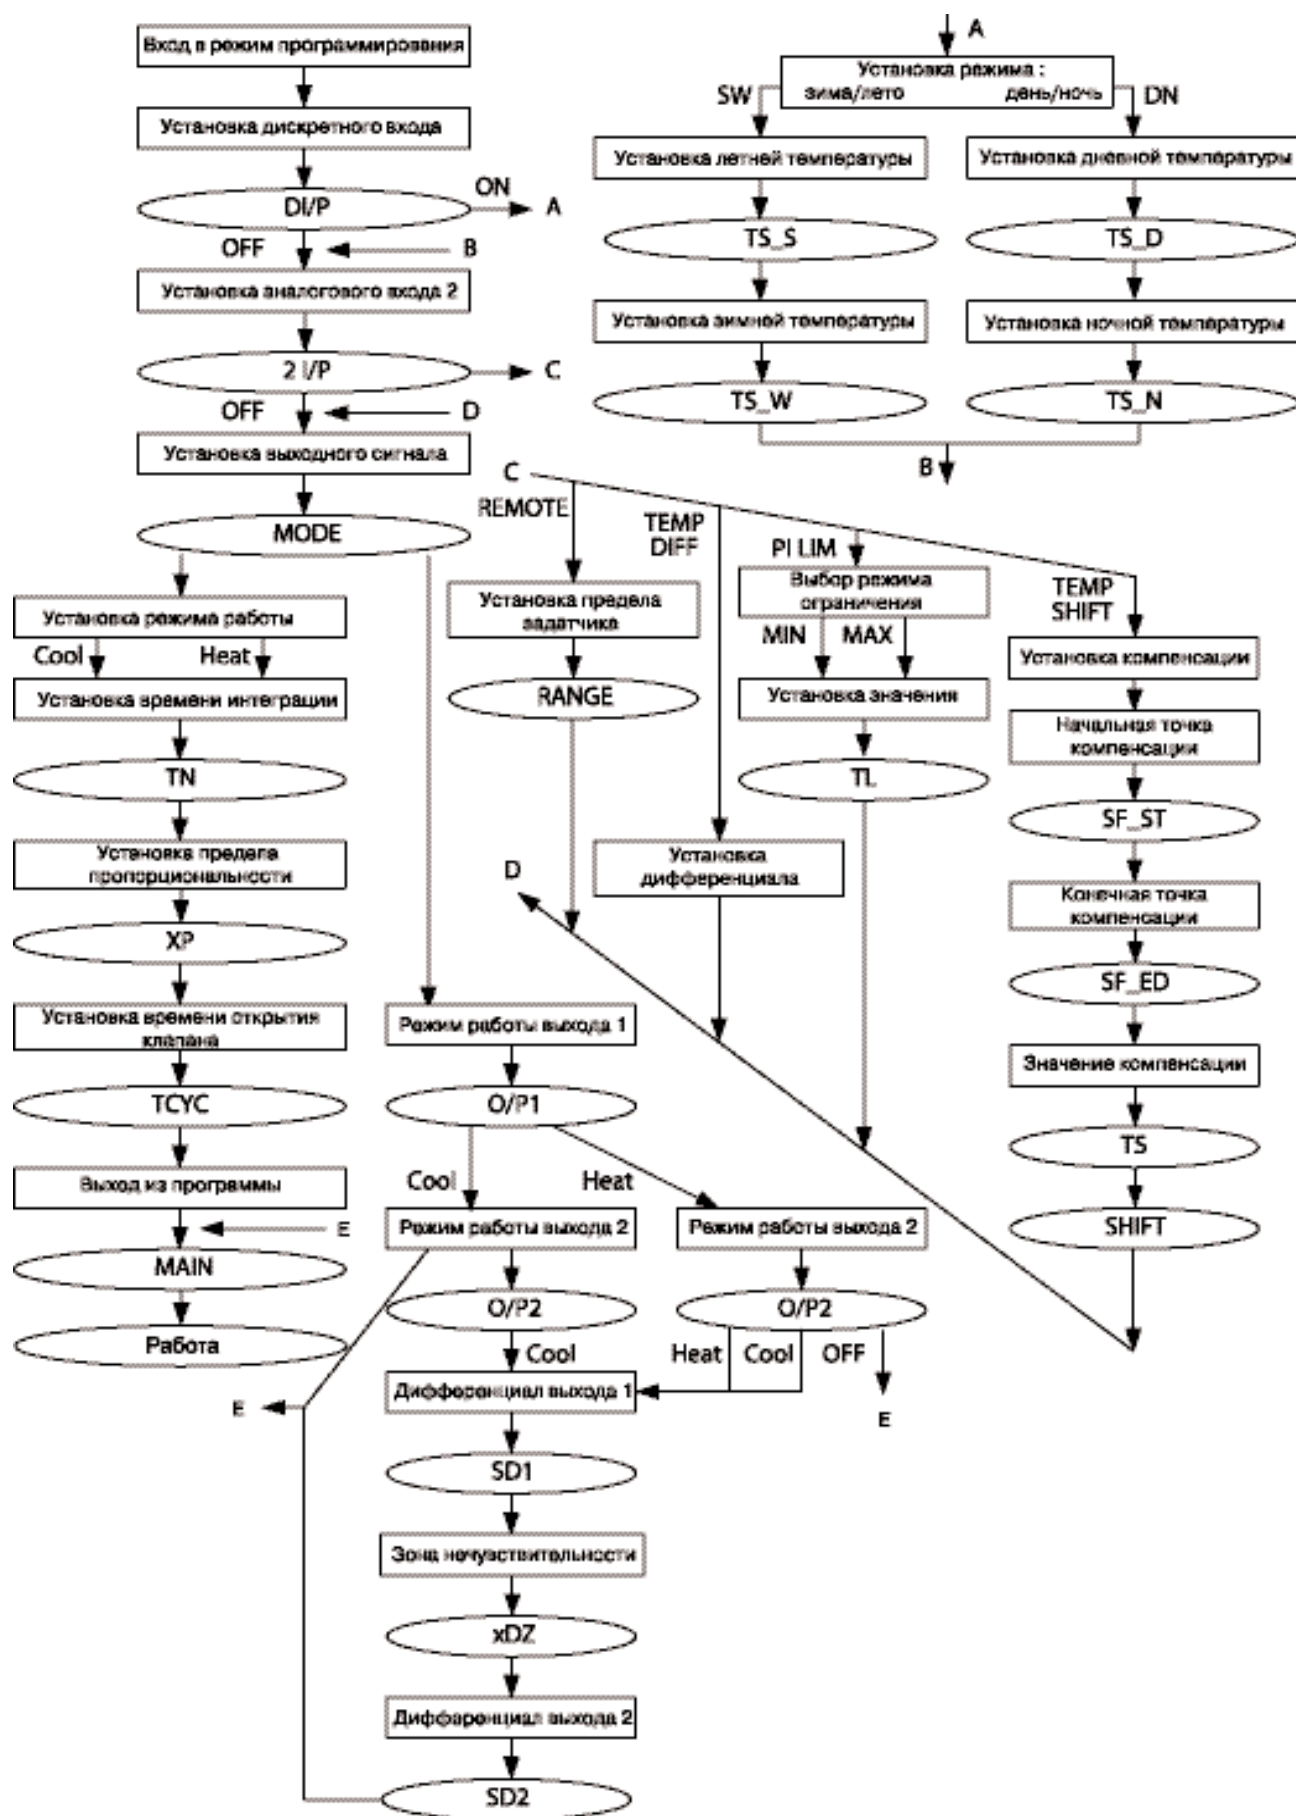 Вход в режим программирования
Установка дискретного входа
DI/P
ON
A
OFF
B
Установка аналогового входа 2
2 I/P
C
OFF
D
Установка выходного сигнала
MODE
Установка режима работы
Cool
Heat
Установка времени интеграции
TN
Установка предела
пропорциональности
XP
Установка времени открытия
клапана
TCYC
Выход из программы
E
MAIN
Работа
A
Установка режима :
зима/лето
день/ночь
SW
DN
Установка летней температуры
TS_S
Установка зимней температуры
TS_W
Установка дневной температуры
TS_D
Установка ночной температуры
TS_N
B
C
REMOTE
Установка предела
задатчика
RANGE
TEMP
DIFF
Установка
дифференциала
PI LIM
Выбор режима
ограничения
MIN
MAX
Установка значения
TL
TEMP
SHIFT
Установка компенсации
Начальная точка
компенсации
SF_ST
Конечная точка
компенсации
SF_ED
Значение компенсации
TS
SHIFT
D
Режим работы выхода 1
O/P1
Cool
Heat
Режим работы выхода 2
O/P2
Cool
Режим работы выхода 2
O/P2
Heat
Cool
OFF
E
E
Дифференциал выхода 1
SD1
Зона нечувствительности
xDZ
Дифференциал выхода 2
SD2